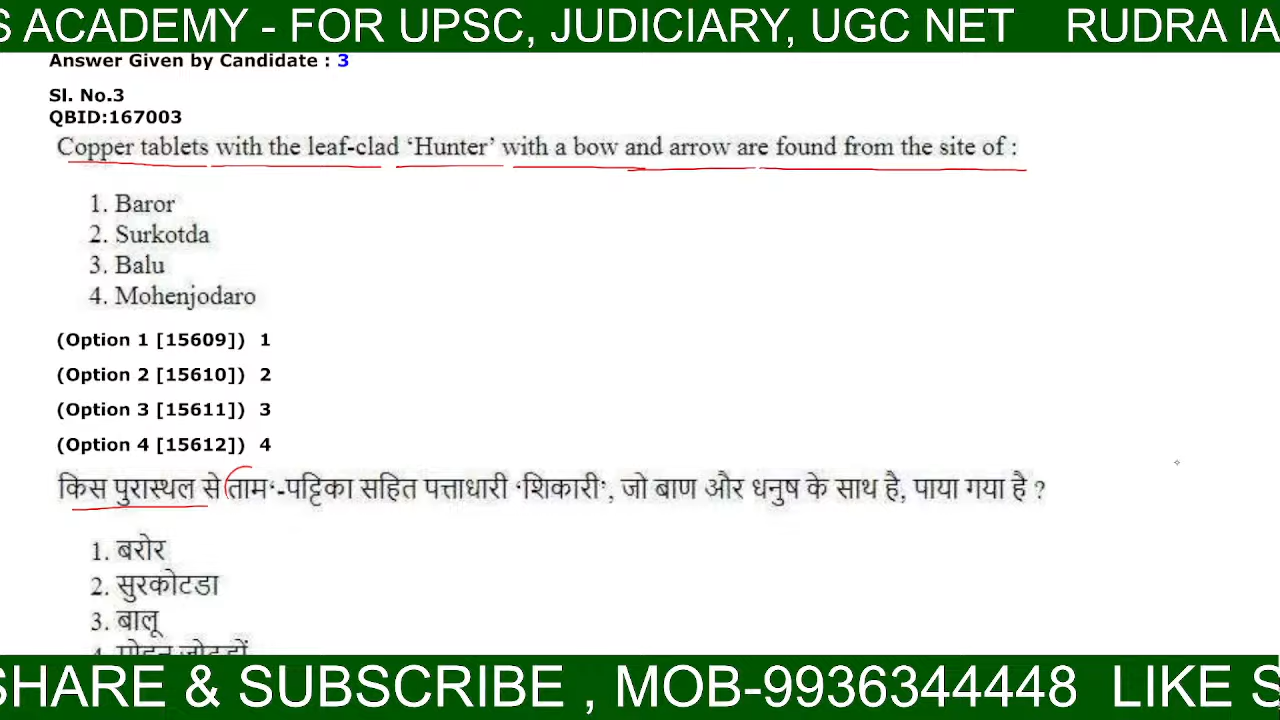 S ACADEMY - FOR UPSC, JUDICIARY, UGC NET RUDRA IA
Answer Given by Candidate : 3
Sl. No.3
QBID:167003
Copper tablets with the leaf-clad ‘Hunter’ with a bow and arrow are found from the site of :
1. Baror
2. Surkotda
3. Balu
4. Mohenjodaro
(Option 1 [15609]) 1
(Option 2 [15610]) 2
(Option 3 [15611]) 3
(Option 4 [15612]) 4
किस पुरास्थल से ताम्र-पट्टिका सहित पत्ताधारी ‘शिकारी’, जो बाण और धनुष के साथ है, पाया गया है ?
1. बरोर
2. सुरकोटडा
3. बालू
SHARE & SUBSCRIBE , MOB-9936344448 LIKE S